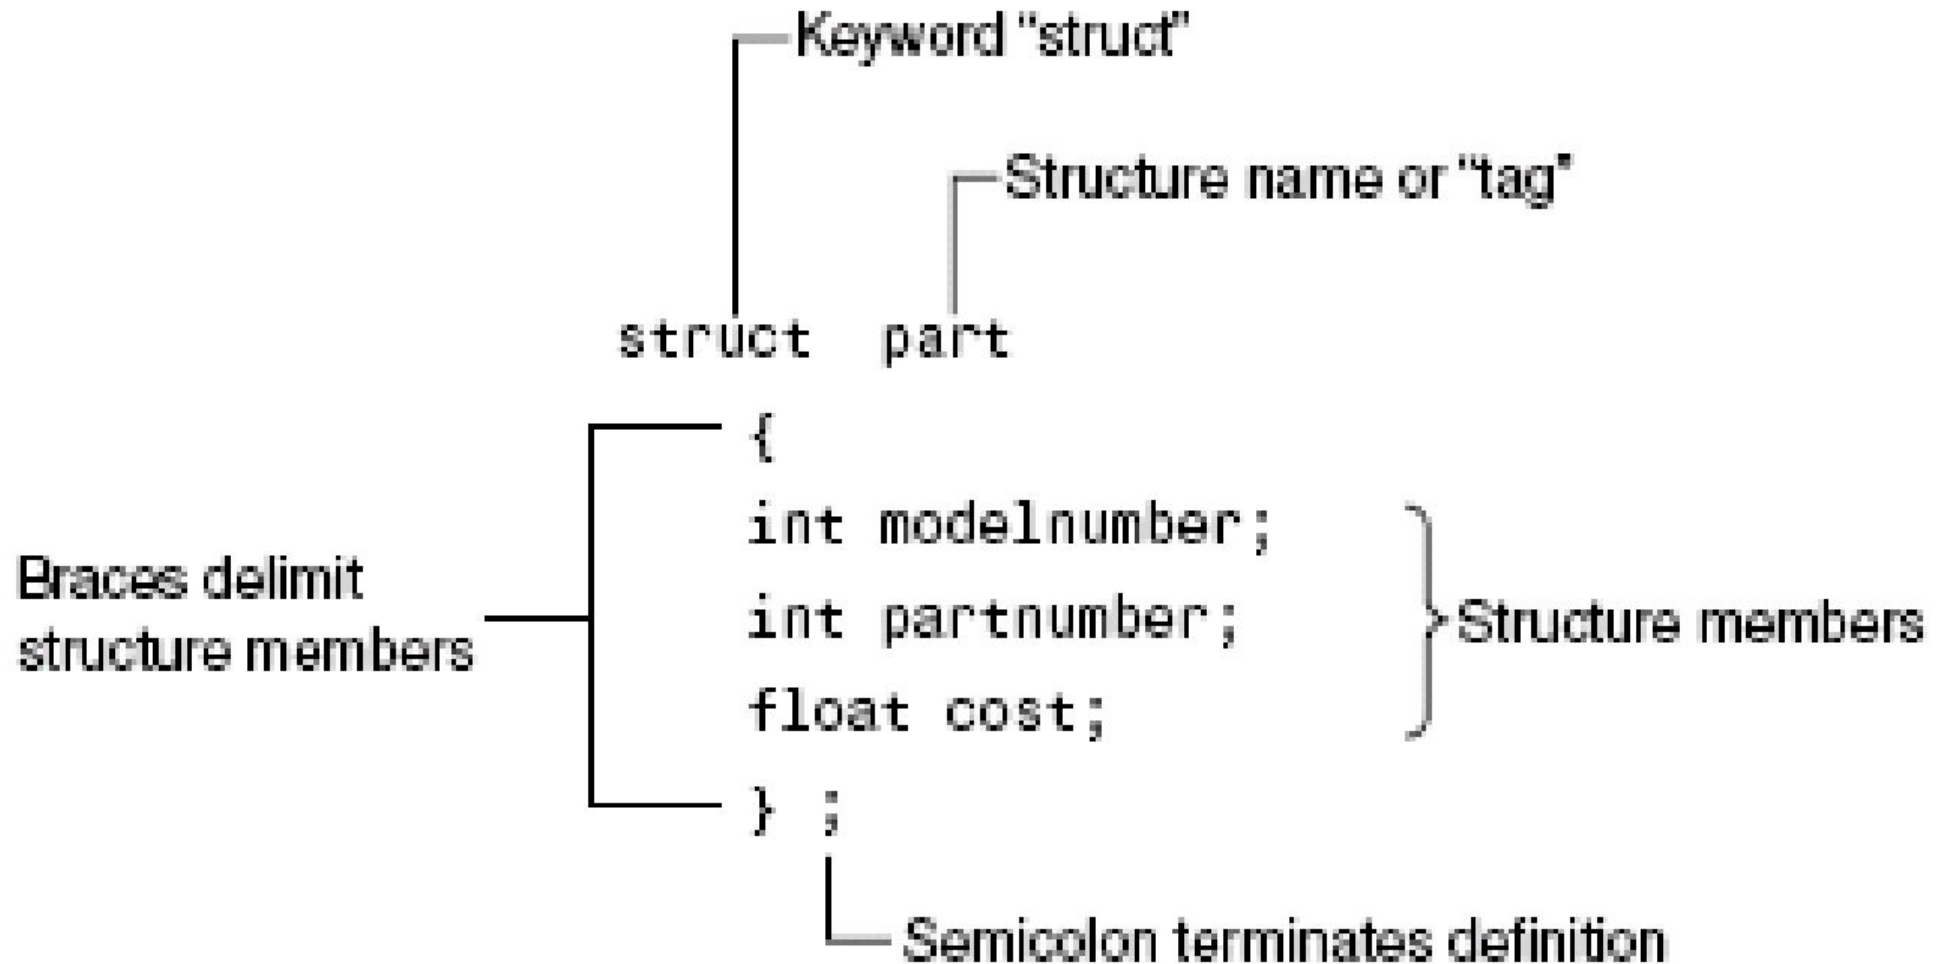 Keyword “struct”
Structure name or “tag”
struct part
{
int modelnumber;
Braces delimit
structure members
int partnumber;
Structure members
float cost;
} ;
Semicolon terminates definition